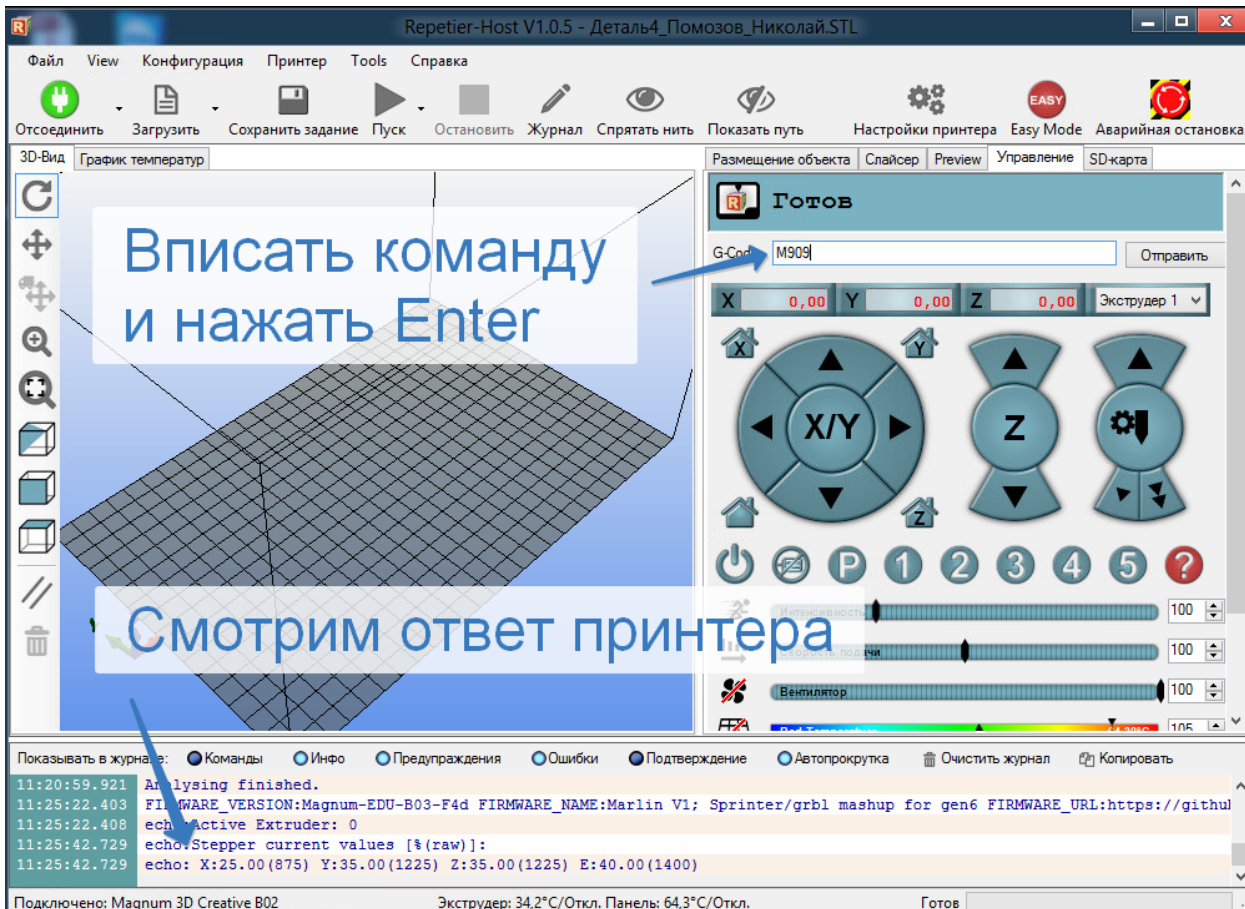 Repetier-Host V1.0.5 - Деталь4_Помозов_Николай.STL
Файл View Конфигурация Принтер Tools Справка
EASY
Отсоединить Загрузить Сохранить задание Пуск Остановить Журнал Спрятать нить Показать путь Настройки принтера Easy Mode Аварийная остановка
3D-Вид График температур
Размещение объекта Слайсер Preview Управление SD-карта
Готов
Вписать команду
и нажать Enter
G-Cod M909 Отправить
X 0,00 Y 0,00 Z 0,00 Экструдер 1
X Y
X/Y Z
Z
P 1 2 3 4 5 ?
Интенсивность 100
Смотрим ответ принтера
Скорость подачи 100
Вентилятор 100
Bed Temperature 105
Показывать в журнале: Команды Инфо Предупраждения Ошибки Подтверждение Автопрокрутка Очистить журнал Копировать
11:20:59.921 Analysing finished.
11:25:22.403 FIRMWARE_VERSION:Magnum-EDU-B03-F4d FIRMWARE_NAME:Marlin V1; Sprinter/grbl mashup for gen6 FIRMWARE_URL:https://githul
11:25:22.408 echo:Active Extruder: 0
11:25:42.729 echo:Stepper current values [%(raw)]:
11:25:42.729 echo: X:25.00(875) Y:35.00(1225) Z:35.00(1225) E:40.00(1400)
Подключено: Magnum 3D Creative B02 Экструдер: 34,2°C/Откл. Панель: 64,3°C/Откл. Готов